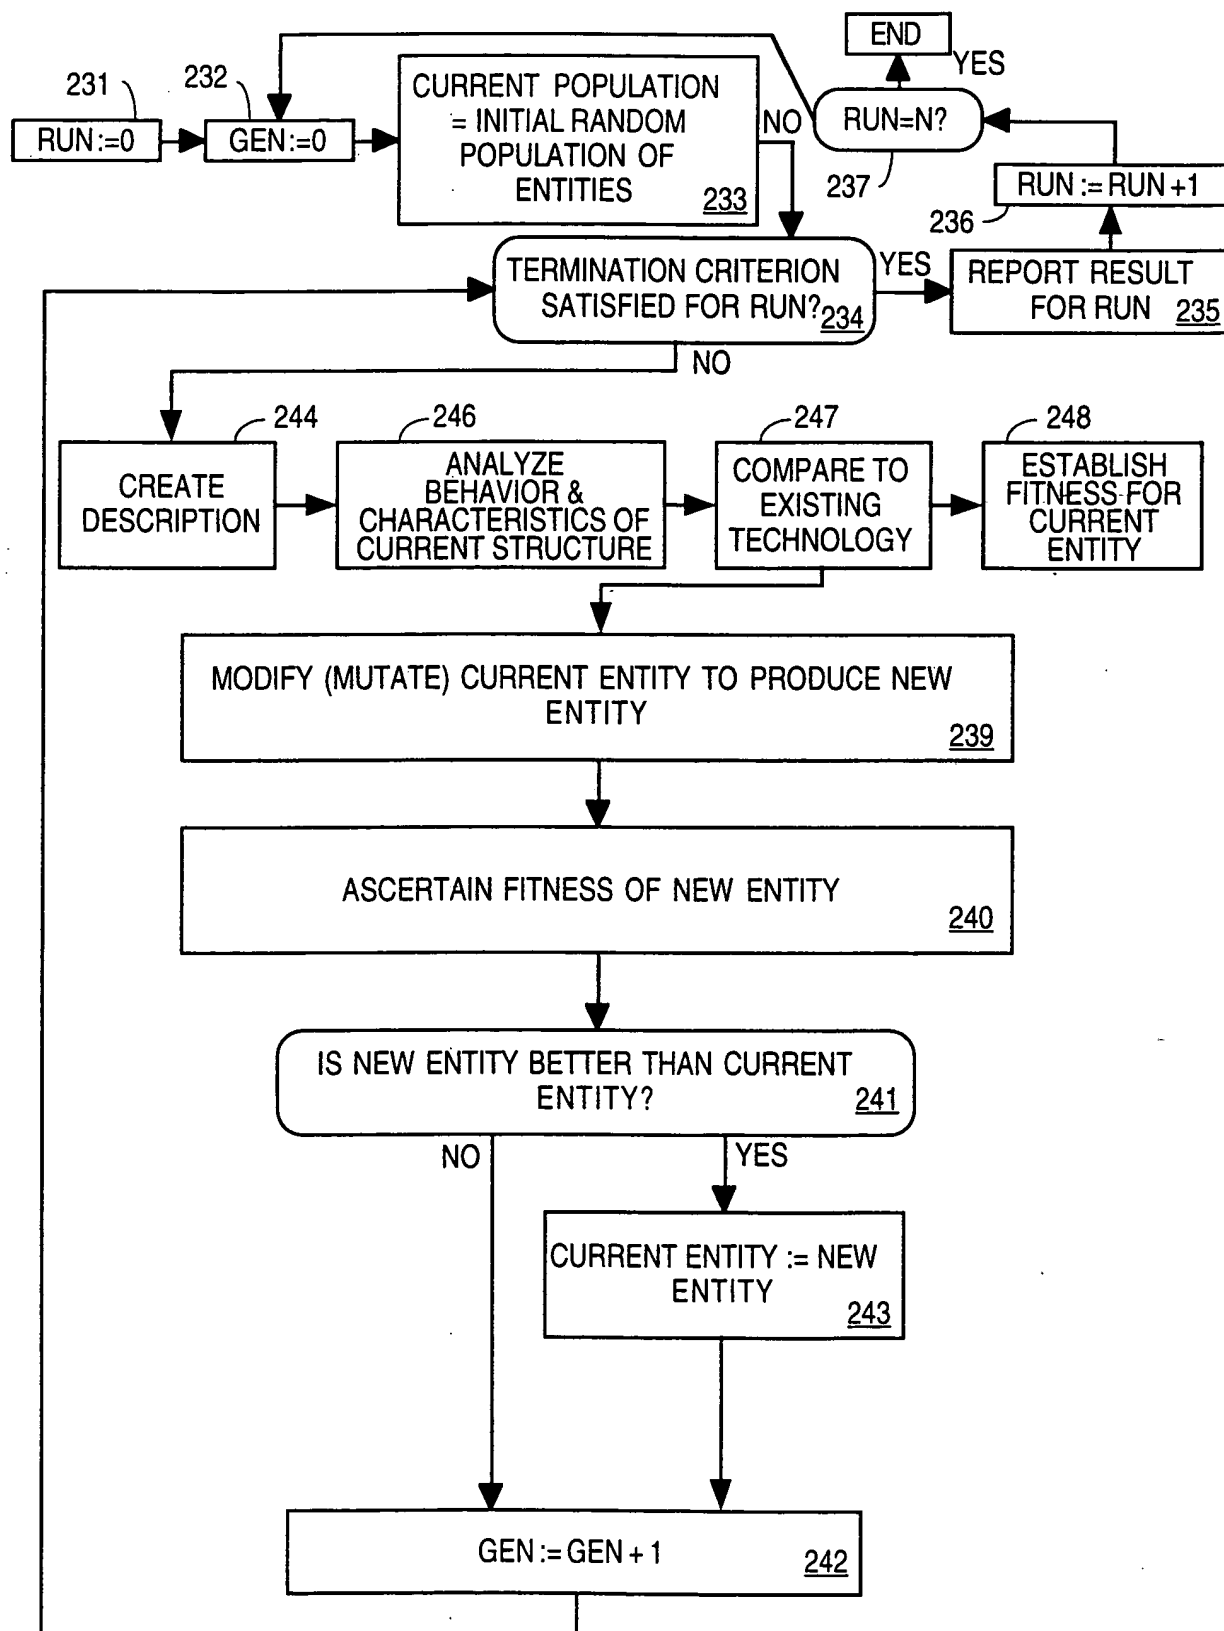 END
YES
231
232
CURRENT POPULATION
= INITIAL RANDOM
POPULATION OF
ENTITIES
233
NO
RUN=N?
237
RUN:=0
GEN:=0
RUN := RUN +1
236
TERMINATION CRITERION
SATISFIED FOR RUN?
234
YES
REPORT RESULT
FOR RUN
235
NO
244
246
247
248
CREATE
DESCRIPTION
ANALYZE
BEHAVIOR &
CHARACTERISTICS OF
CURRENT STRUCTURE
COMPARE TO
EXISTING
TECHNOLOGY
ESTABLISH
FITNESS-FOR
CURRENT
ENTITY
MODIFY (MUTATE) CURRENT ENTITY TO PRODUCE NEW
ENTITY
239
ASCERTAIN FITNESS OF NEW ENTITY
240
IS NEW ENTITY BETTER THAN CURRENT
ENTITY?
241
NO
YES
CURRENT ENTITY := NEW
ENTITY
243
GEN := GEN + 1
242